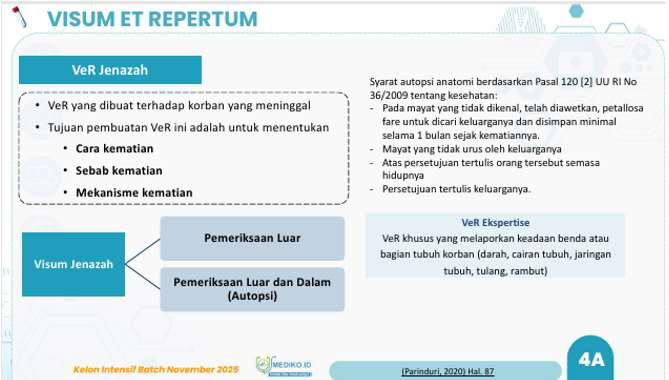 VISUM ET REPERTUM
VeR Jenazah
• VeR yang dibuat terhadap korban yang meninggal
• Tujuan pembuatan VeR ini adalah untuk menentukan
• Cara kematian
• Sebab kematian
• Mekanisme kematian
Visum Jenazah
Pemeriksaan Luar
Pemeriksaan Luar dan Dalam
(Autopsi)
Syarat autopsi anatomi berdasarkan Pasal 120 [2] UU RI No
36/2009 tentang kesehatan:
- Pada mayat yang tidak dikenal, telah diawetkan, petallosa
fare untuk dicari keluarganya dan disimpan minimal
selama 1 bulan sejak kematiannya.
- Mayat yang tidak urus oleh keluarganya
- Atas persetujuan tertulis orang tersebut semasa
hidupnya
- Persetujuan tertulis keluarganya.
VeR Ekspertise
VeR khusus yang melaporkan keadaan benda atau
bagian tubuh korban (darah, cairan tubuh, jaringan
tubuh, tulang, rambut)
Kelon Intensif Batch November 2025
MEDIKO.ID
(Parinduri, 2020) Hal. 87
4A